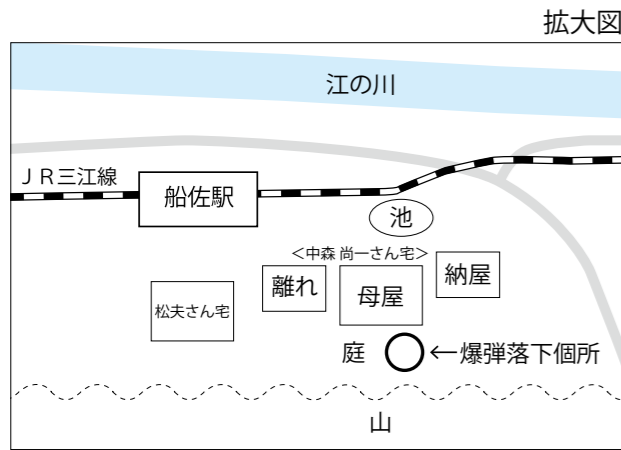 拡大図
江の川
ＪＲ三江線
船佐駅
池
＜中森 尚一さん宅＞
離れ
母屋
納屋
松夫さん宅
庭
←爆弾落下個所
山